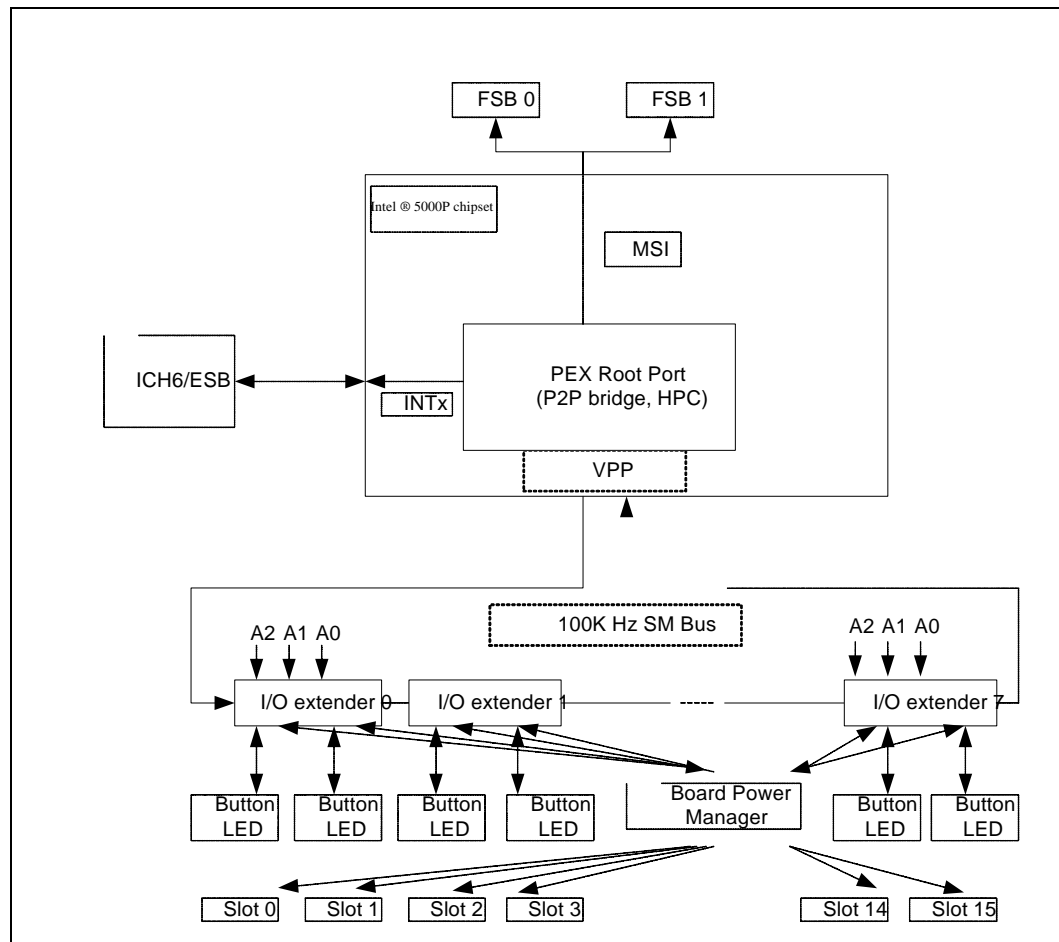 FSB 0
FSB 1
Intel ® 5000P chipset
MSI
ICH6/ESB
INTx
PEX Root Port
(P2P bridge, HPC)
VPP
100K Hz SM Bus
A2 A1 A0
A2 A1 A0
I/O extender 0
I/O extender 1
I/O extender 7
Button
LED
Button
LED
Button
LED
Button
LED
Board Power
Manager
Button
LED
Button
LED
Slot 0
Slot 1
Slot 2
Slot 3
Slot 14
Slot 15